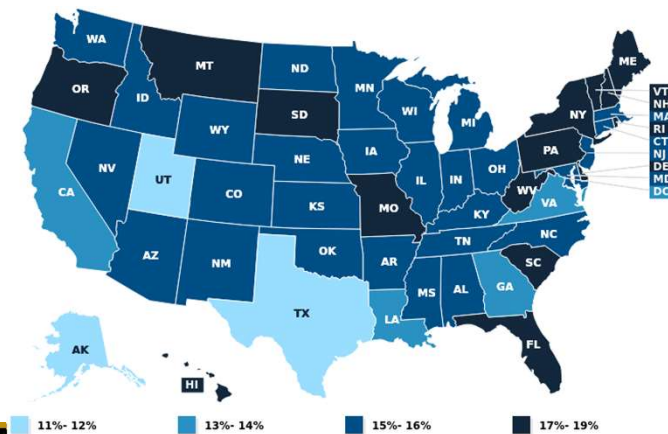 WA
MT
ND
MN
ME
VT
NH
MA
RI
CT
NJ
DE
MD
DC
OR
ID
WY
SD
WI
MI
NY
PA
NV
UT
CO
NE
IA
IL
IN
OH
WV
VA
CA
KS
MO
KY
NC
AZ
NM
OK
AR
TN
SC
TX
LA
MS
AL
GA
FL
AK
HI
11%- 12%
13%- 14%
15%- 16%
17%- 19%